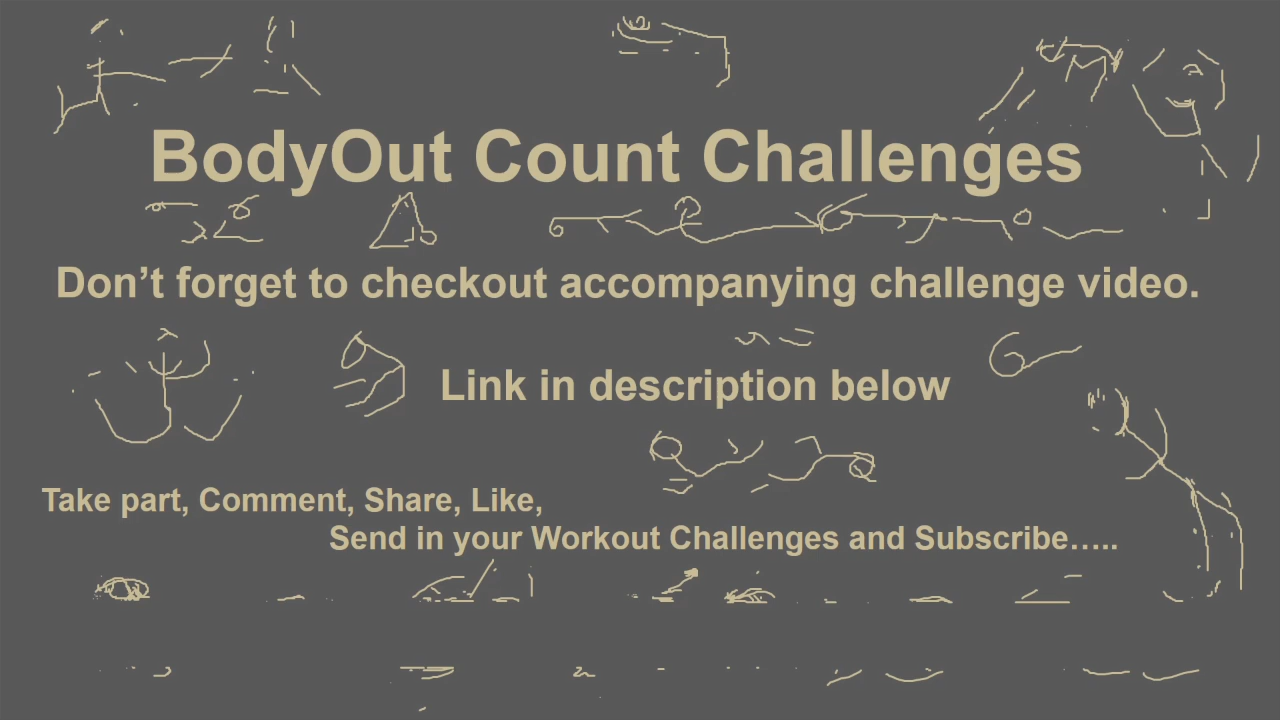 BodyOut Count Challenges
Don’t forget to checkout accompanying challenge video.
Link in description below
Take part, Comment, Share, Like,
Send in your Workout Challenges and Subscribe…..